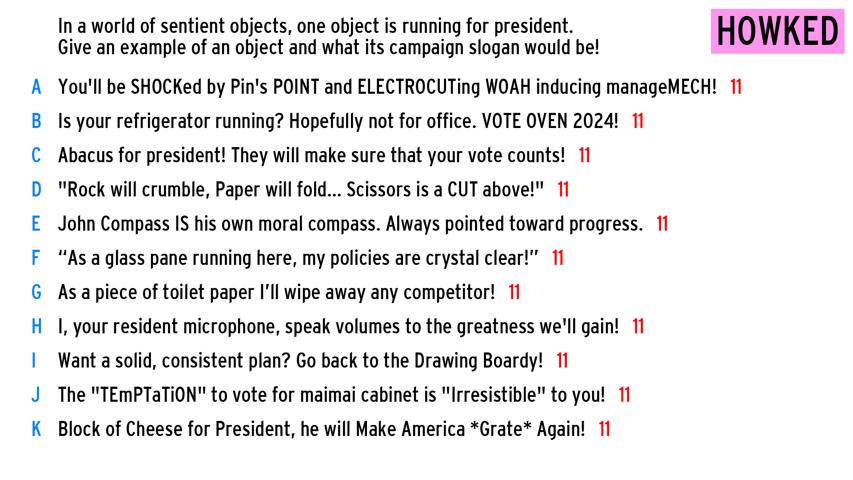 In a world of sentient objects, one object is running for president.
Give an example of an object and what its campaign slogan would be!
HOWKED
A You'll be SHOCKed by Pin's POINT and ELECTROCUTing WOAH inducing manageMECH! 11
B Is your refrigerator running? Hopefully not for office. VOTE OVEN 2024! 11
C Abacus for president! They will make sure that your vote counts! 11
D "Rock will crumble, Paper will fold... Scissors is a CUT above!" 11
E John Compass IS his own moral compass. Always pointed toward progress. 11
F “As a glass pane running here, my policies are crystal clear!” 11
G As a piece of toilet paper I’ll wipe away any competitor! 11
H I, your resident microphone, speak volumes to the greatness we'll gain! 11
I Want a solid, consistent plan? Go back to the Drawing Boardy! 11
J The "TEmPTaTiON" to vote for maimai cabinet is "Irresistible" to you! 11
K Block of Cheese for President, he will Make America *Grate* Again! 11